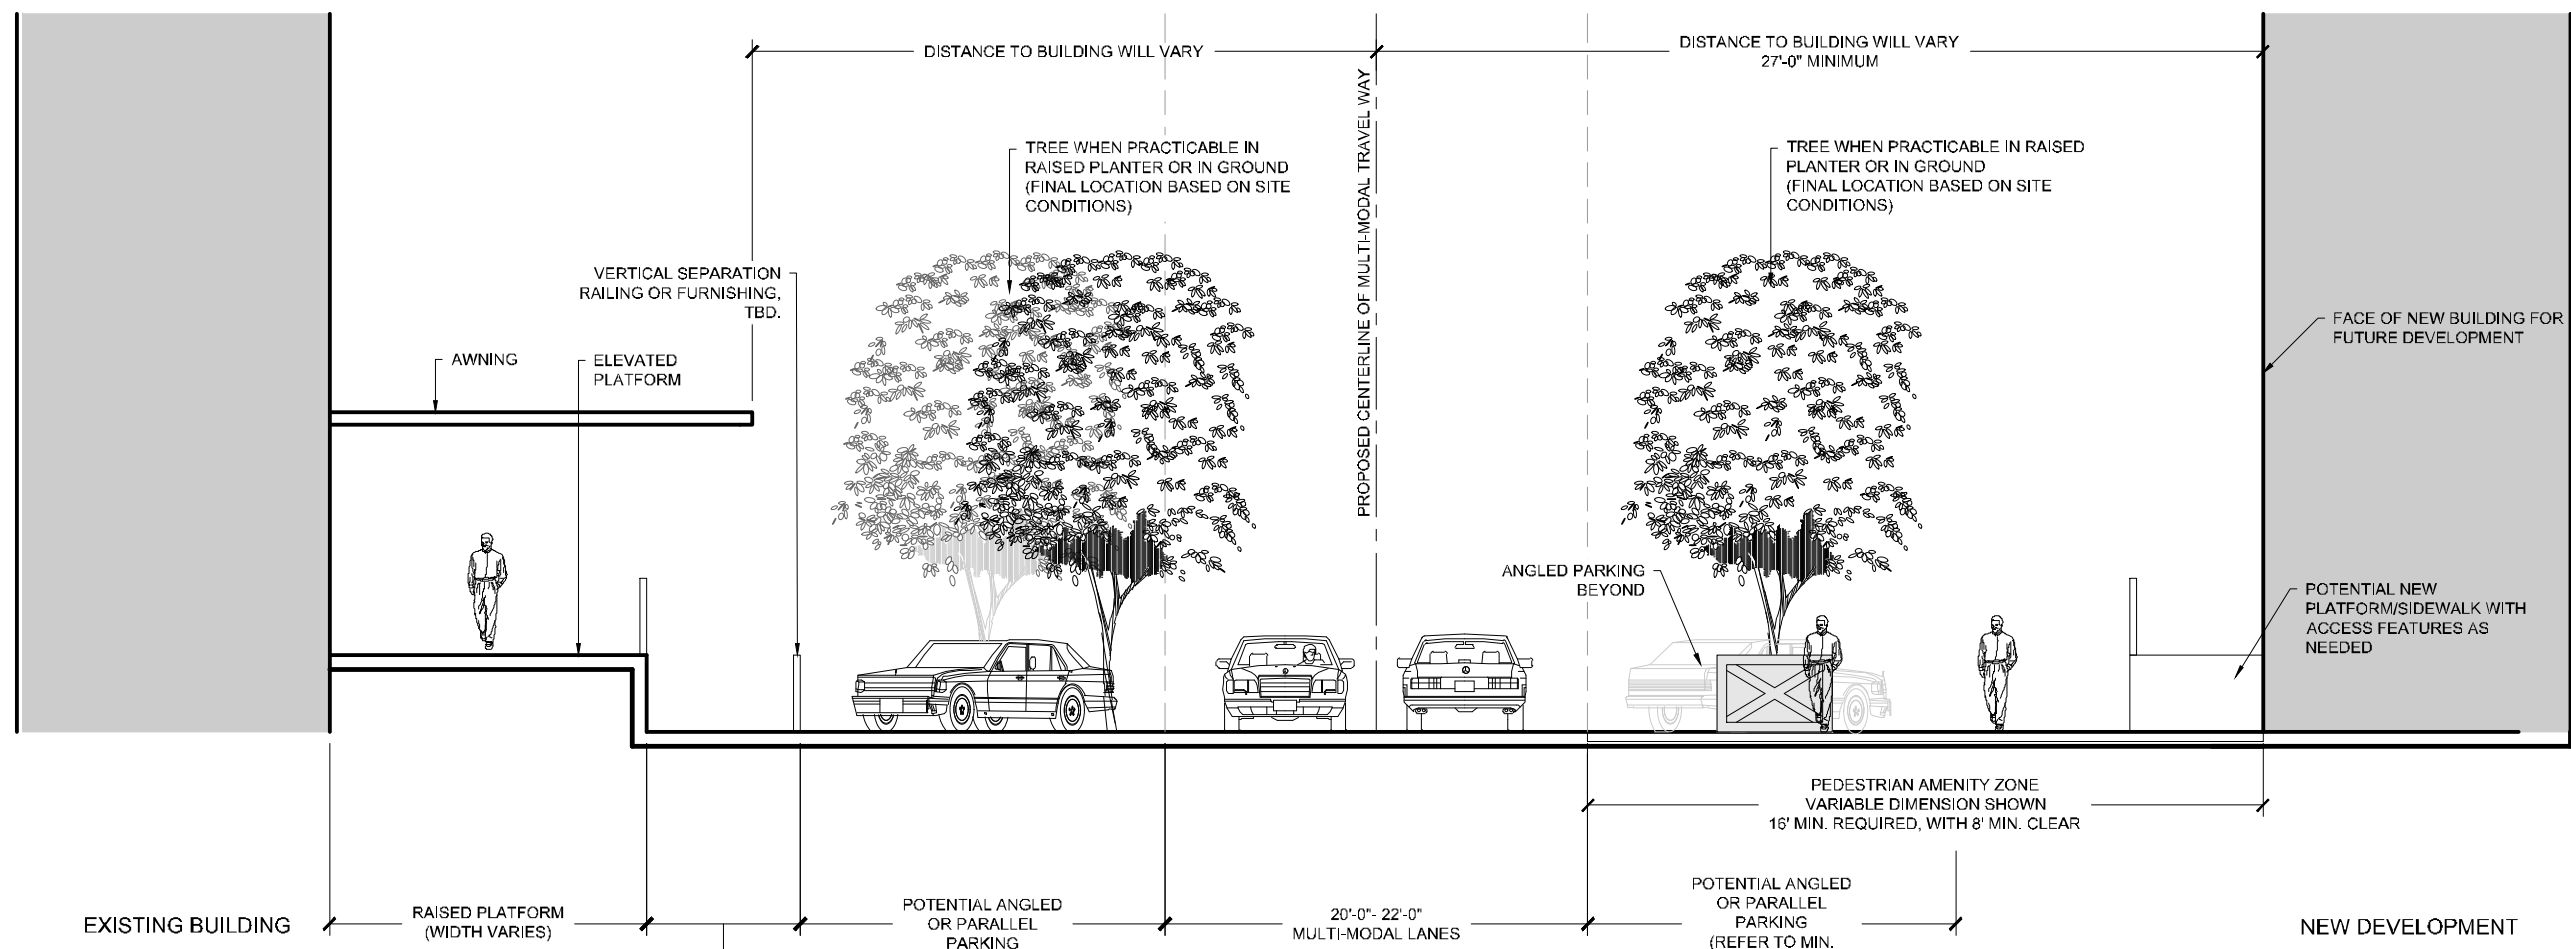 DISTANCE TO BUILDING WILL VARY
DISTANCE TO BUILDING WILL VARY
27'-0" MINIMUM
PROPOSED CENTERLINE OF MULTI-MODAL TRAVEL WAY
TREE WHEN PRACTICABLE IN
RAISED PLANTER OR IN GROUND
(FINAL LOCATION BASED ON SITE
CONDITIONS)
TREE WHEN PRACTICABLE IN RAISED
PLANTER OR IN GROUND
(FINAL LOCATION BASED ON SITE
CONDITIONS)
VERTICAL SEPARATION
RAILING OR FURNISHING,
TBD.
AWNING
ELEVATED
PLATFORM
FACE OF NEW BUILDING FOR
FUTURE DEVELOPMENT
ANGLED PARKING
BEYOND
POTENTIAL NEW
PLATFORM/SIDEWALK WITH
ACCESS FEATURES AS
NEEDED
PEDESTRIAN AMENITY ZONE
VARIABLE DIMENSION SHOWN
16' MIN. REQUIRED, WITH 8' MIN. CLEAR
EXISTING BUILDING
RAISED PLATFORM
(WIDTH VARIES)
POTENTIAL ANGLED
OR PARALLEL
PARKING
20'-0"- 22'-0"
MULTI-MODAL LANES
POTENTIAL ANGLED
OR PARALLEL
PARKING
(REFER TO MIN.
NEW DEVELOPMENT